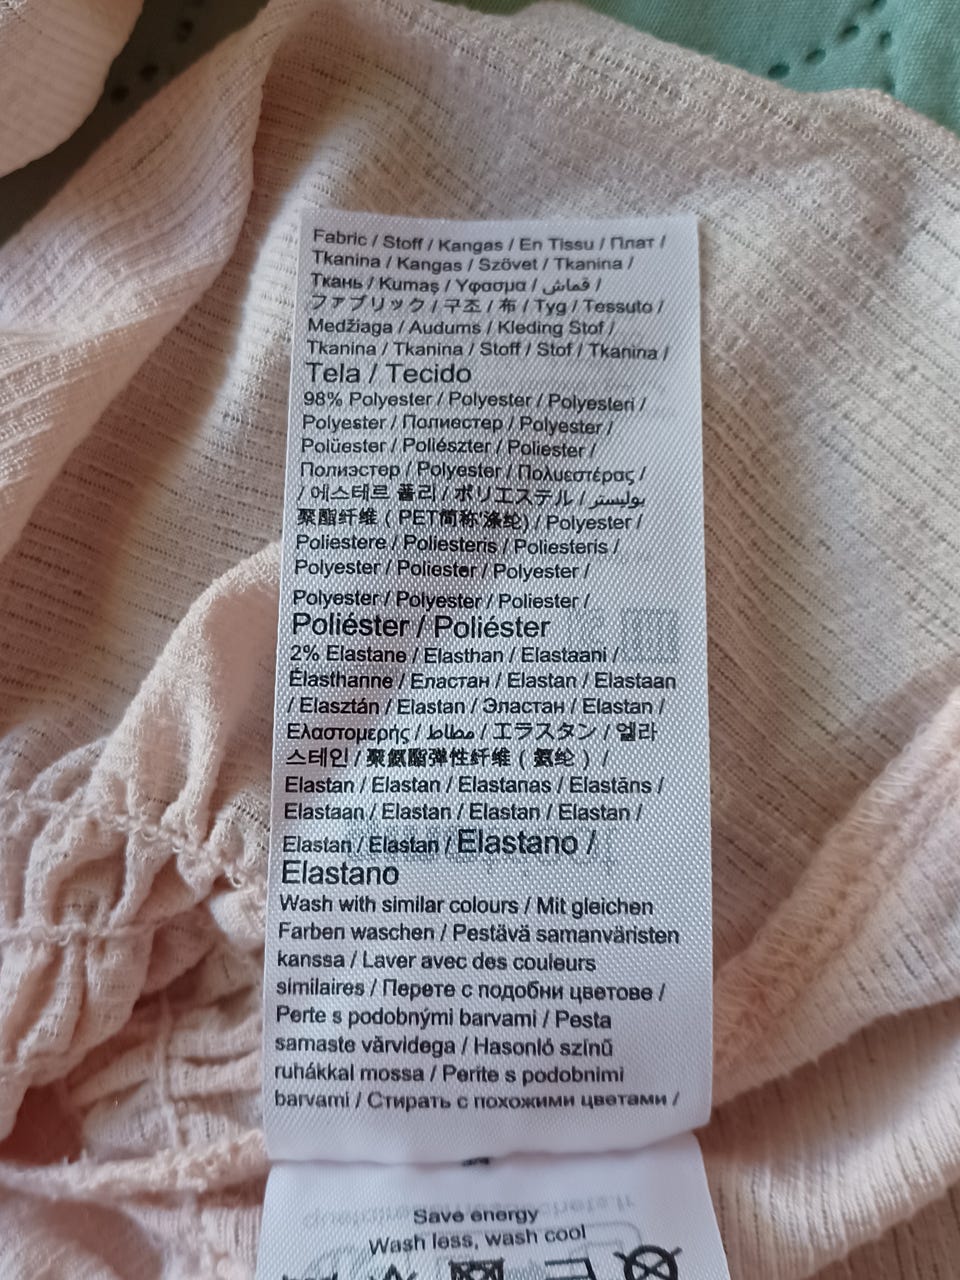 Fabric / Stoff / Kangas / En Tissu / Плат /
Tkanina / Kangas / Szövet / Tkanina /
Ткань / Kumaş / Υφασμα / قماش /
ファブリック / 구조 / 布 / Tyg / Tessuto /
Medžiaga / Audums / Kleding Stof /
Tkanina / Tkanina / Stoff / Stof / Tkanina /
Tela / Tecido
98% Polyester / Polyester / Polyesteri /
Polyester / Полиестер / Polyester /
Polüester / Poliészter / Poliester /
Полиэстер / Polyester / Πολυεστέρας /
/ 에스테르 폴리 / ポリエステル / بوليستر
聚酯纤维 ( PET简称'涤纶) / Polyester /
Poliestere / Poliesteris / Poliesteris /
Polyester / Poliester / Polyester /
Polyester / Polyester / Poliester /
Poliéster / Poliéster
2% Elastane / Elasthan / Elastaani /
Élasthanne / Еластан / Elastan / Elastaan
/ Elasztán / Elastan / Эластан / Elastan /
Ελαστομερής / مطاط / エラスタン / 엘라
스테인 / 聚氨酯弹性纤维 ( 氨纶 ) /
Elastan / Elastan / Elastanas / Elastāns /
Elastaan / Elastan / Elastan / Elastan /
Elastan / Elastan / Elastano /
Elastano
Wash with similar colours / Mit gleichen
Farben waschen / Pestävä samanväristen
kanssa / Laver avec des couleurs
similaires / Перете с подобни цветове /
Perte s podobnými barvami / Pesta
samaste värvidega / Hasonló színű
ruhákkal mossa / Perite s podobnimi
barvami / Стирать с похожими цветами /
Save energy
Wash less, wash cool